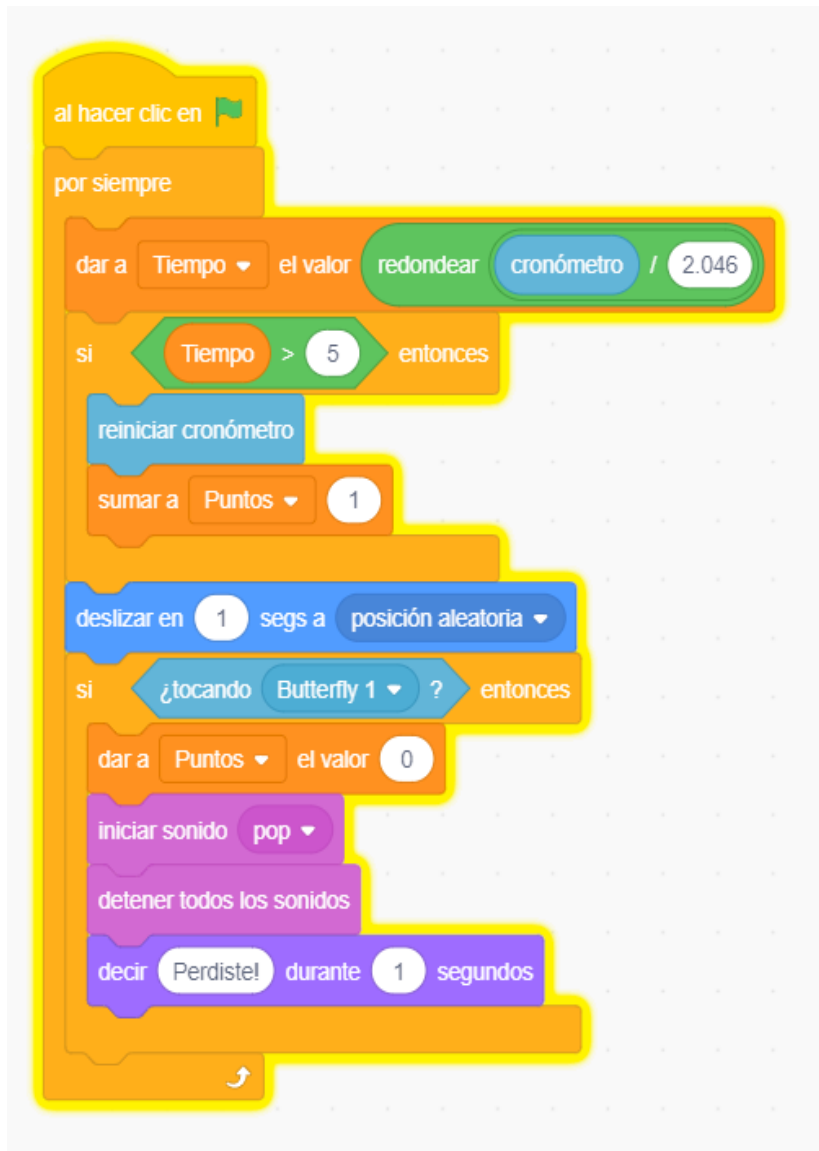 al hacer clic en
por siempre
dar a Tiempo el valor redondear cronómetro / 2.046
si Tiempo > 5 entonces
reiniciar cronómetro
sumar a Puntos 1
deslizar en 1 segs a posición aleatoria
si ¿tocando Butterfly 1 ? entonces
dar a Puntos el valor 0
iniciar sonido pop
detener todos los sonidos
decir Perdiste! durante 1 segundos